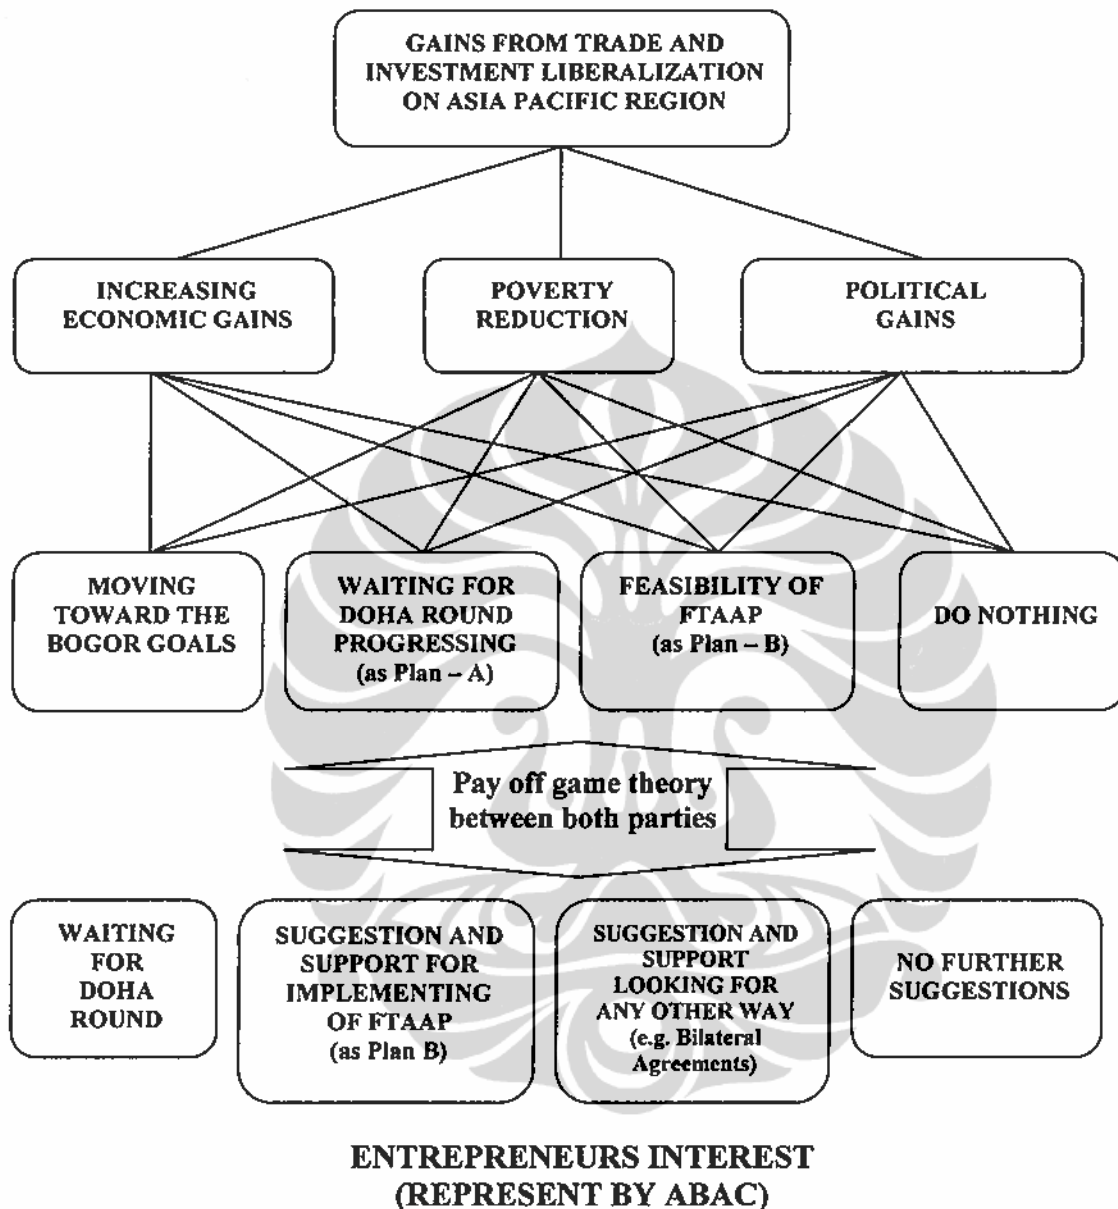 GAINS FROM TRADE AND
INVESTMENT LIBERALIZATION
ON ASIA PACIFIC REGION
INCREASING
ECONOMIC GAINS
POVERTY
REDUCTION
POLITICAL
GAINS
MOVING
TOWARD THE
BOGOR GOALS
WAITING FOR
DOHA ROUND
PROGRESSING
(as Plan – A)
FEASIBILITY OF
FTAAP
(as Plan – B)
DO NOTHING
Pay off game theory
between both parties
WAITING
FOR
DOHA
ROUND
SUGGESTION AND
SUPPORT FOR
IMPLEMENTING
OF FTAAP
(as Plan B)
SUGGESTION AND
SUPPORT
LOOKING FOR
ANY OTHER WAY
(e.g. Bilateral
Agreements)
NO FURTHER
SUGGESTIONS
ENTREPRENEURS INTEREST
(REPRESENT BY ABAC)